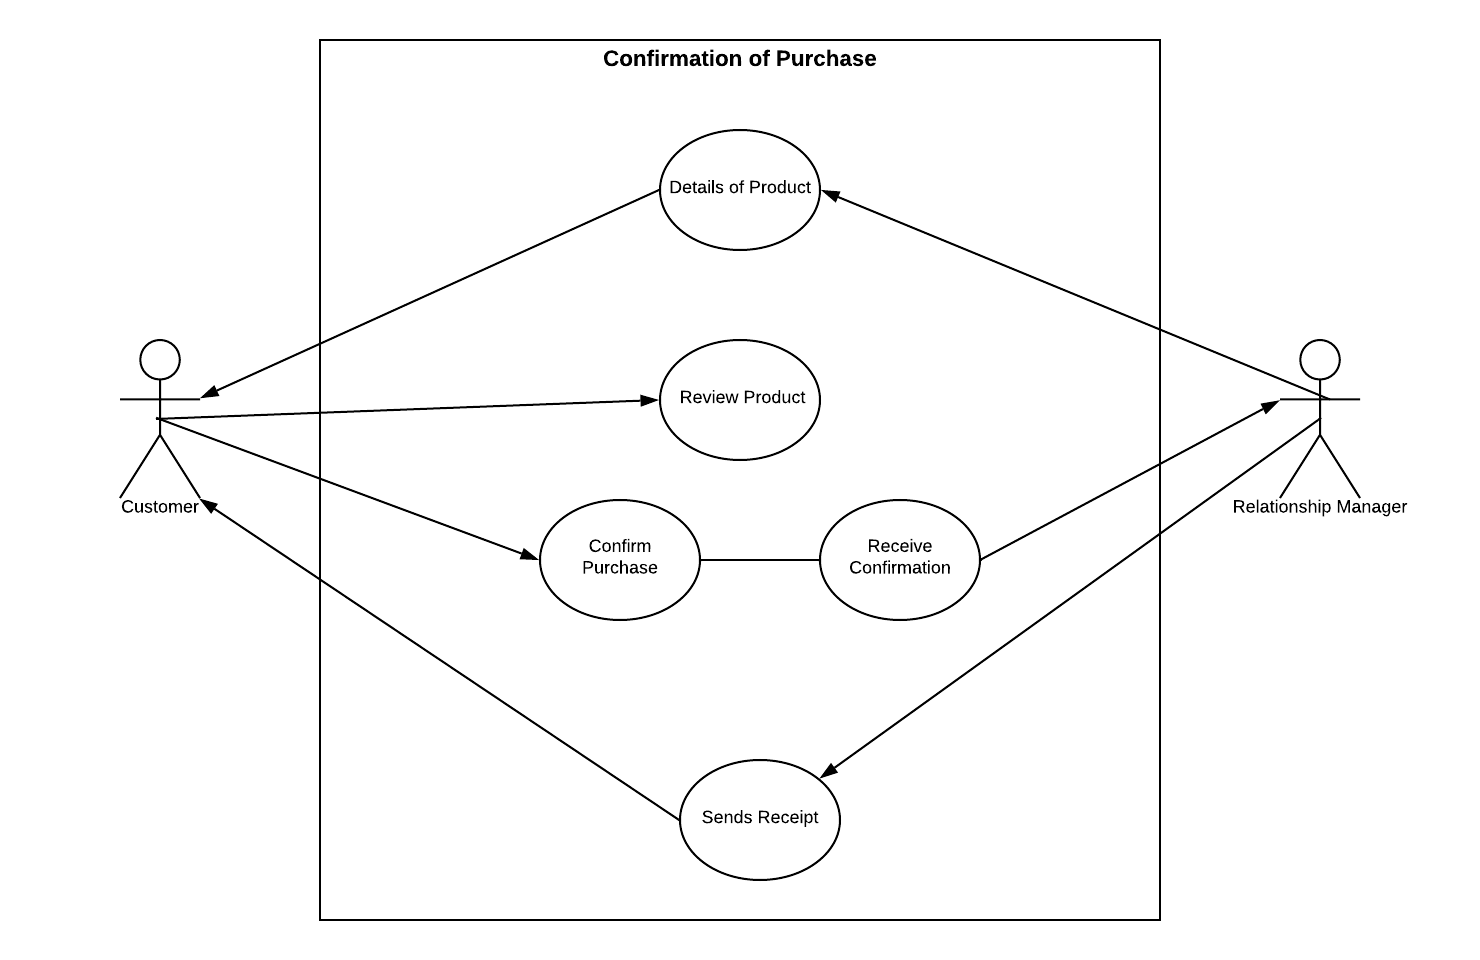 Confirmation of Purchase
Details of Product
Review Product
Customer
Relationship Manager
Confirm
Purchase
Receive
Confirmation
Sends Receipt